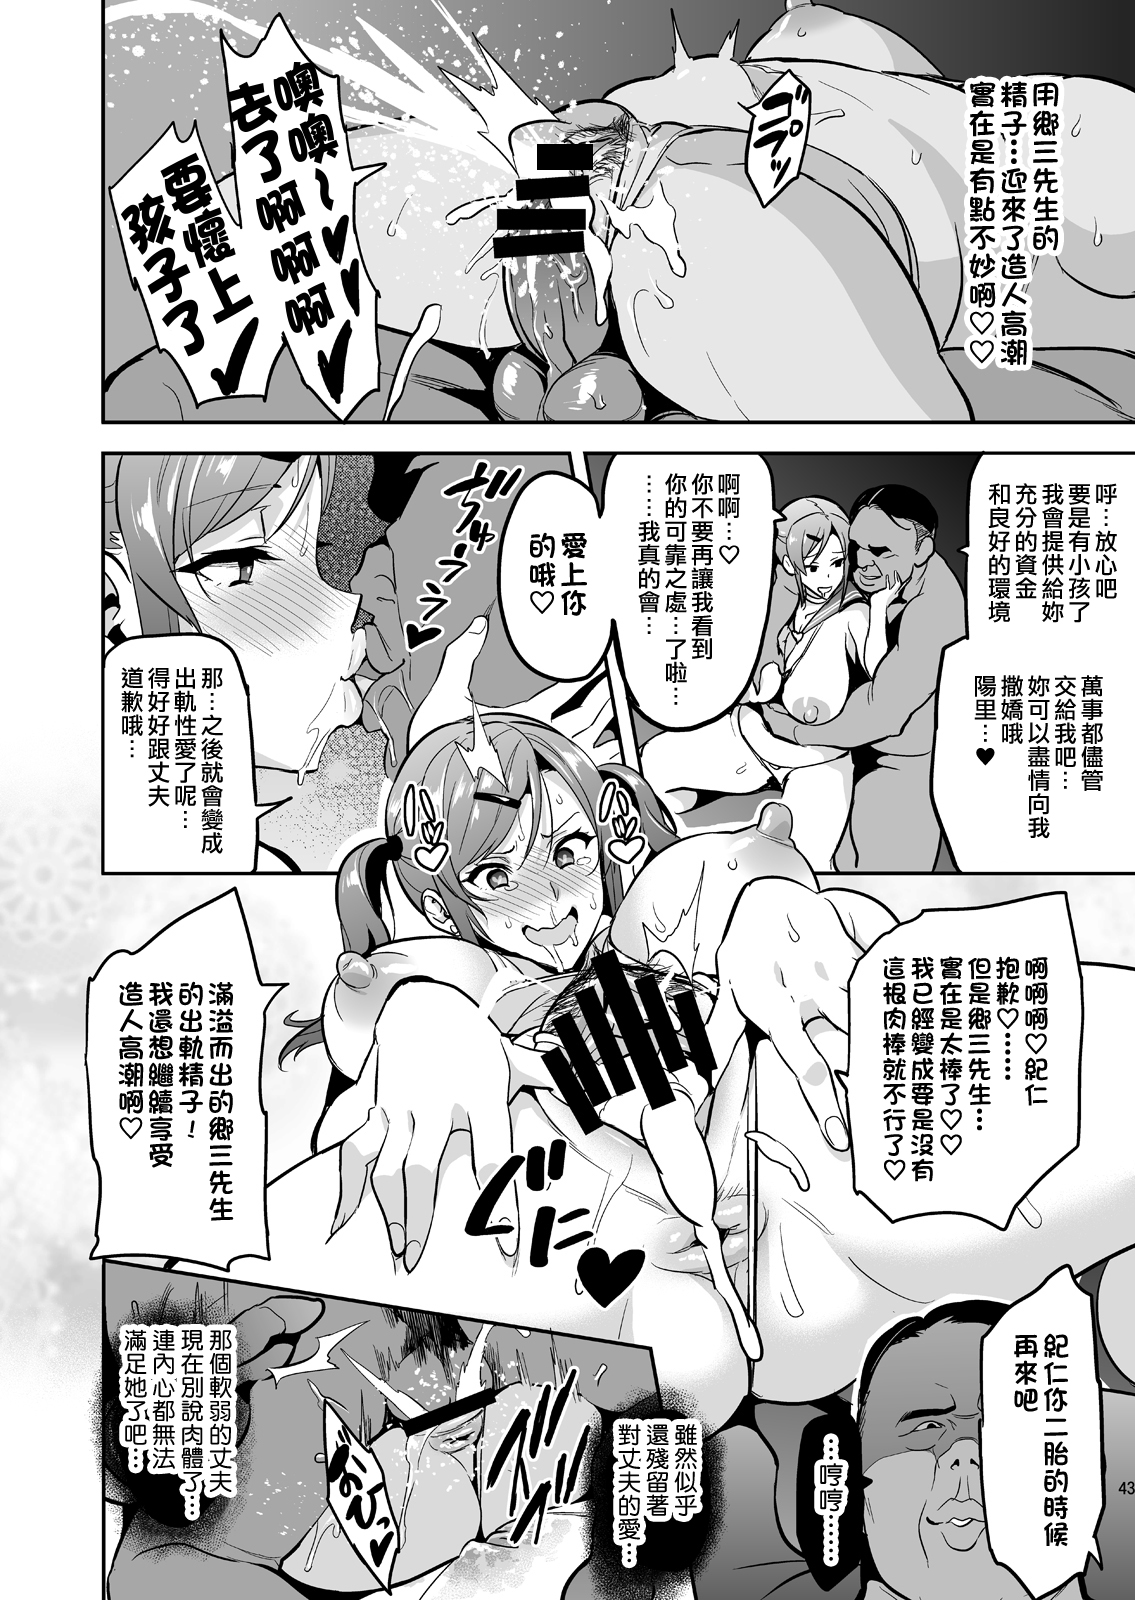 用鄉三先生的
精子…迎來了造人高潮
實在是有點不妙啊♡♡
ゴプッ
噢噢~
去了啊啊啊
要懷上
孩子了
呼…放心吧
要是有小孩了
我會提供給妳
充分的資金
和良好的環境
萬事都儘管
交給我吧…
妳可以盡情向我
撒嬌哦
陽里…♥
啊啊…♡
你不要再讓我看到
你的可靠之處…了啦…
……我真的會…
愛上你
的哦♡
ぢゅっ
那…之後就會變成
出軌性愛了呢…
得好好跟丈夫
道歉哦…
啊啊啊♡紀仁
抱歉♡……
但是鄉三先生…
實在是太棒了♡♡
我已經變成要是沒有
這根肉棒就不行了♡
滿溢而出的鄉三先生
的出軌精子!
我還想繼續享受
造人高潮啊♡
紀仁你二胎的時候
再來吧
…哼哼……
雖然似乎
還殘留著
對丈夫的愛…
那個軟弱的丈夫
現在別說肉體了…
連內心都無法
滿足她了吧…
43